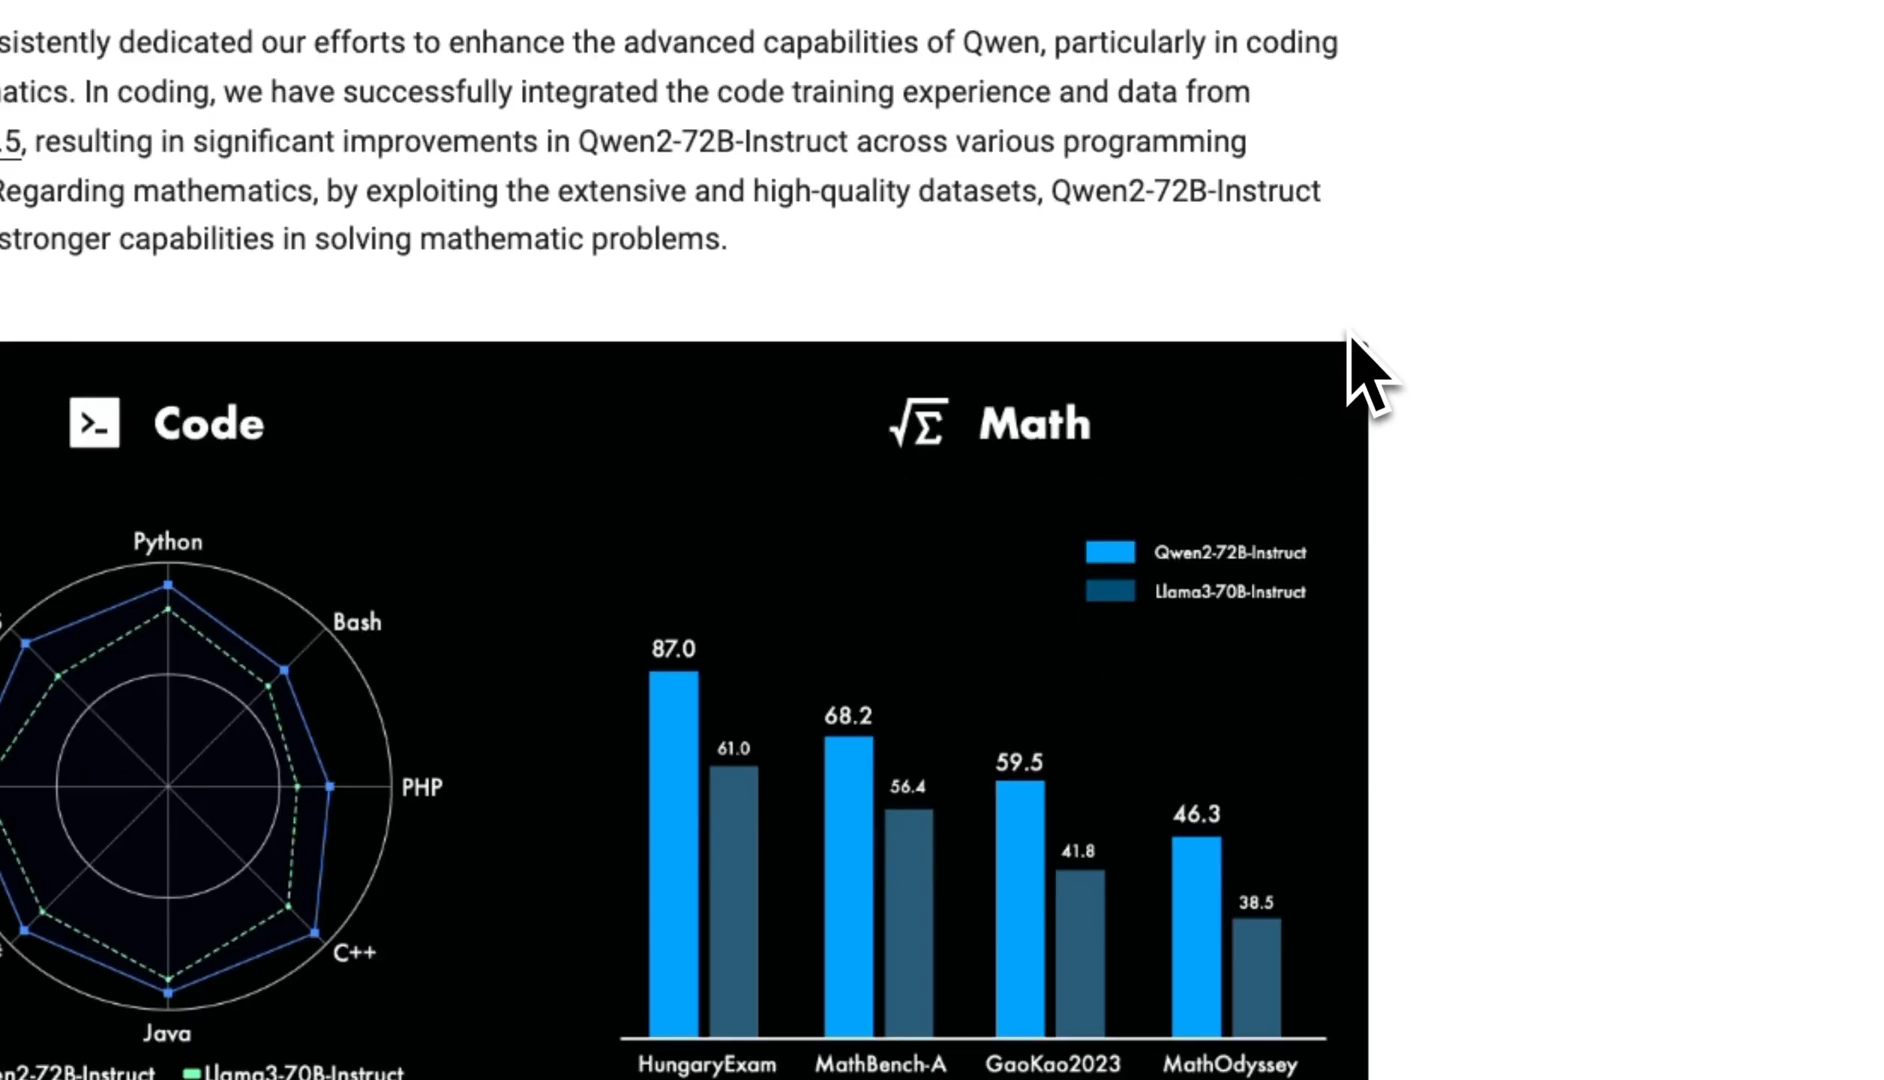 sistently dedicated our efforts to enhance the advanced capabilities of Qwen, particularly in coding
atics. In coding, we have successfully integrated the code training experience and data from
.5, resulting in significant improvements in Qwen2-72B-Instruct across various programming
Regarding mathematics, by exploiting the extensive and high-quality datasets, Qwen2-72B-Instruct
stronger capabilities in solving mathematic problems.
>_ Code
√Σ Math
Python
Bash
PHP
C++
Java
n2-72B-Instruct
Llama3-70B-Instruct
Qwen2-72B-Instruct
Llama3-70B-Instruct
87.0
61.0
68.2
56.4
59.5
41.8
46.3
38.5
HungaryExam
MathBench-A
GaoKao2023
MathOdyssey